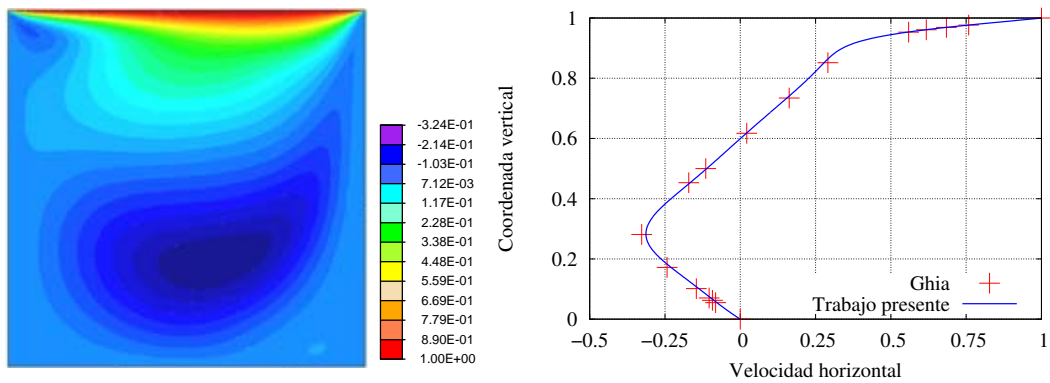 -3.24E-01
-2.14E-01
-1.03E-01
7.12E-03
1.17E-01
2.28E-01
3.38E-01
4.48E-01
5.59E-01
6.69E-01
7.79E-01
8.90E-01
1.00E+00
Coordenada vertical
1
0.8
0.6
0.4
0.2
0
Ghia
Trabajo presente
−0.5 −0.25 0 0.25 0.5 0.75 1
Velocidad horizontal